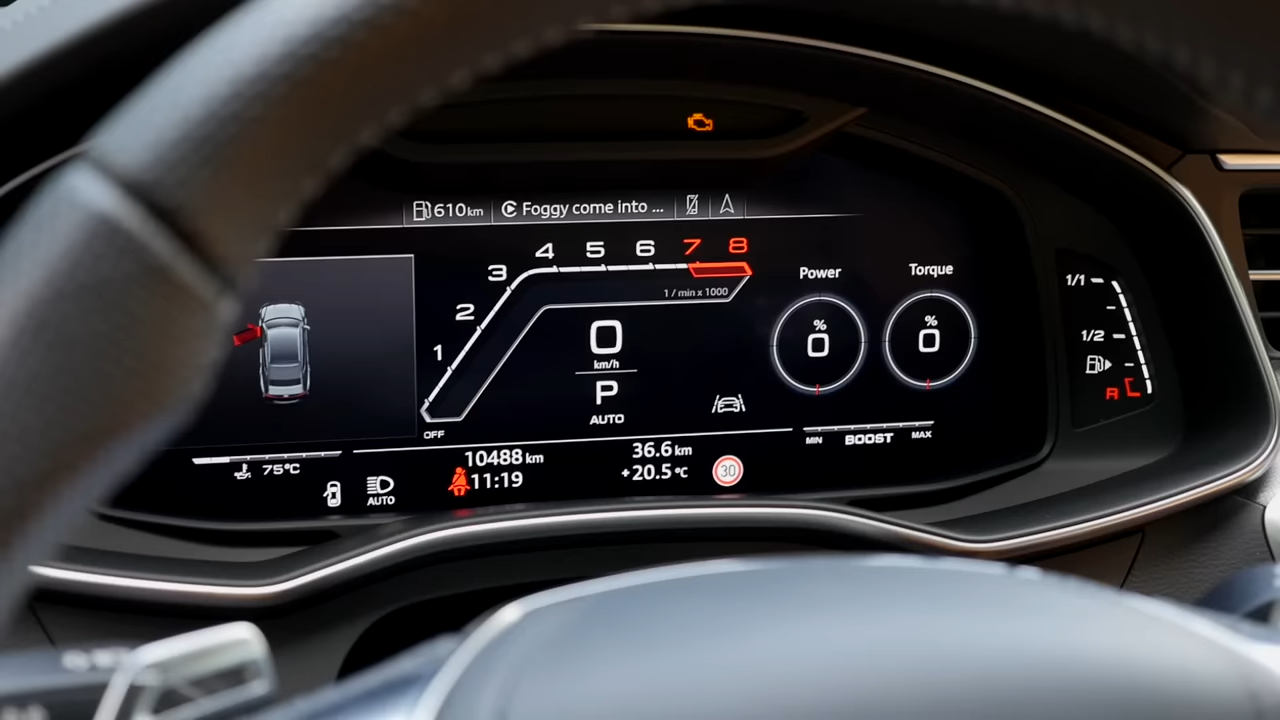 610km
Foggy come into ...
4 5 6 7 8
3
2
1
1 / min x 1000
OFF
0
km/h
P
AUTO
Power
%
0
Torque
%
0
MIN BOOST MAX
1/1
1/2
R
75°C
AUTO
10488 km
11:19
36.6 km
+20.5 °C
30